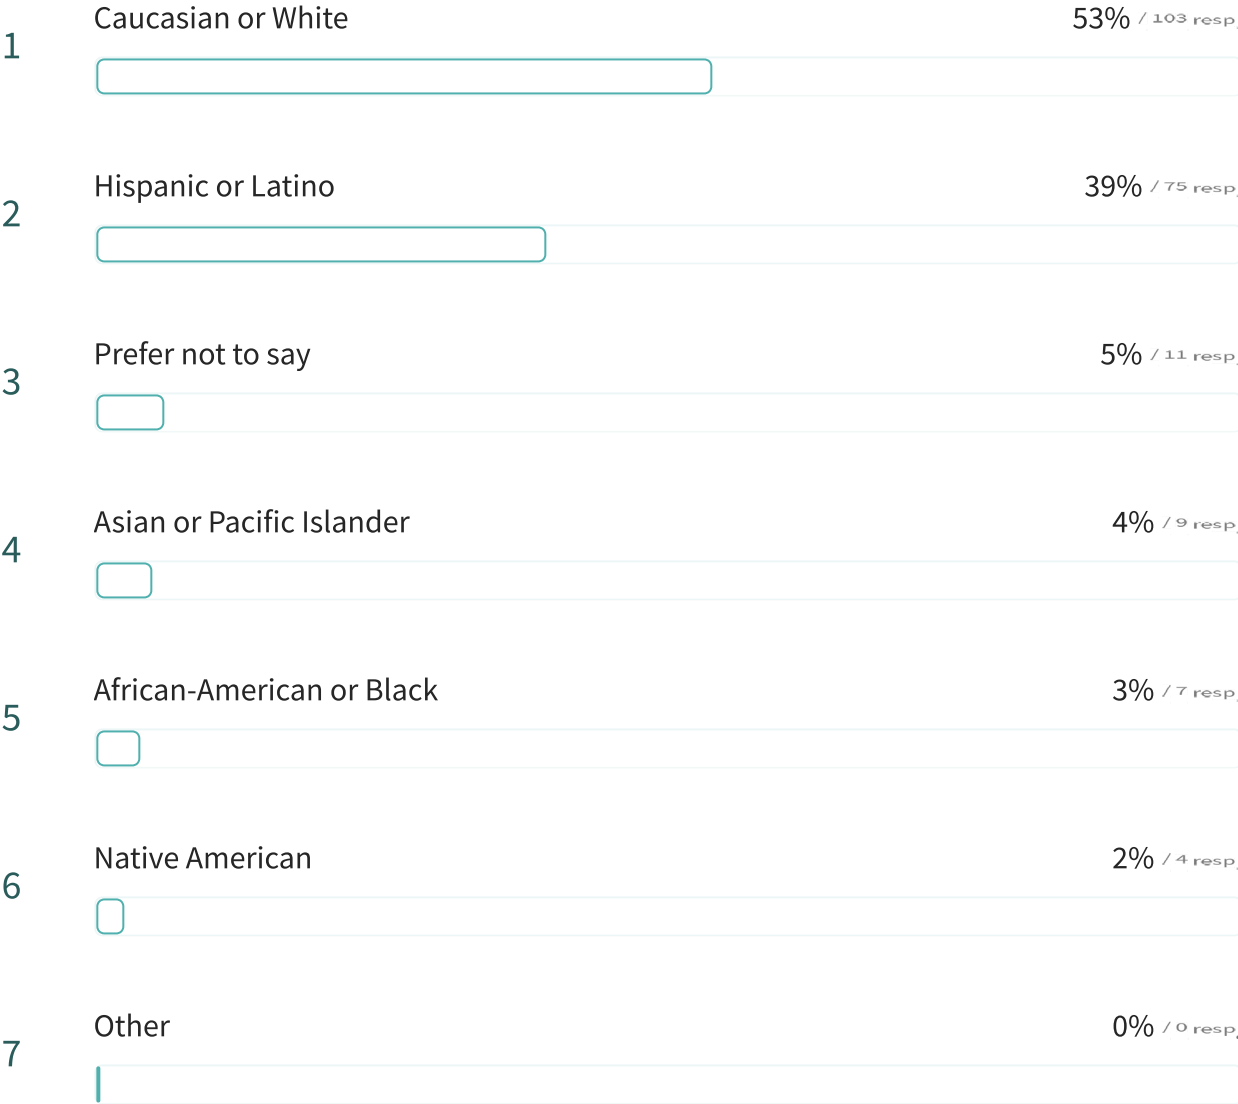 Caucasian or White 53% / 103 resp
1
Hispanic or Latino 39% / 75 resp
2
Prefer not to say 5% / 11 resp
3
Asian or Pacific Islander 4% / 9 resp
4
African-American or Black 3% / 7 resp
5
Native American 2% / 4 resp
6
Other 0% / 0 resp
7